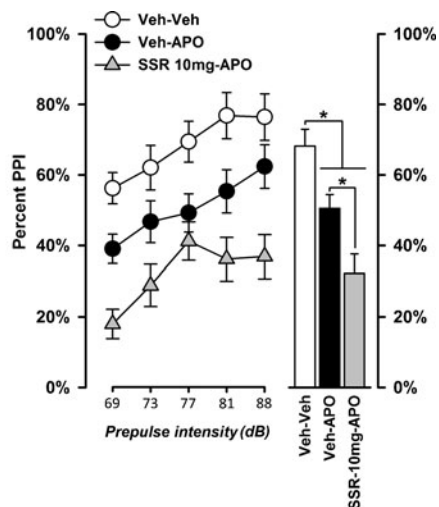 Veh-Veh
Veh-APO
SSR 10mg-APO
100%
80%
60%
40%
20%
0%
Percent PPI
69 73 77 81 88
Prepulse intensity (dB)
*
*
100%
80%
60%
40%
20%
0%
Veh-Veh
Veh-APO
SSR-10mg-APO